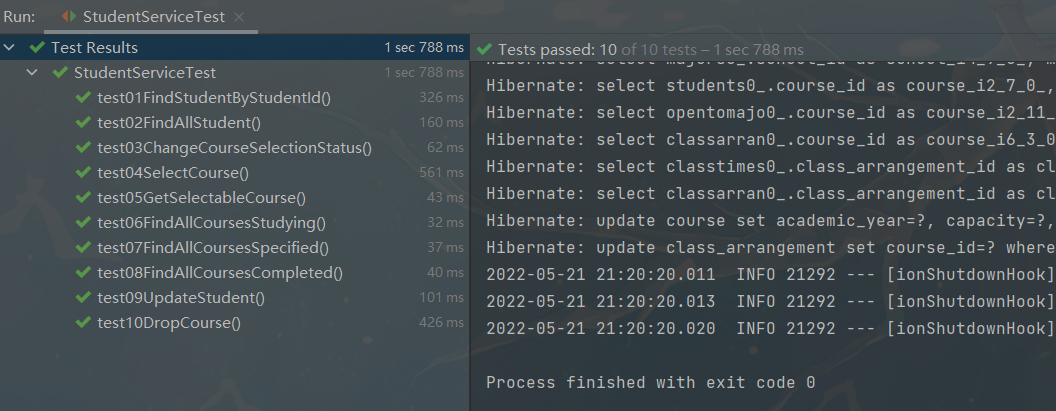 Run: StudentServiceTest
Test Results 1 sec 788 ms
StudentServiceTest 1 sec 788 ms
test01FindStudentByStudentId() 326 ms
test02FindAllStudent() 160 ms
test03ChangeCourseSelectionStatus() 62 ms
test04SelectCourse() 561 ms
test05GetSelectableCourse() 43 ms
test06FindAllCoursesStudying() 32 ms
test07FindAllCoursesSpecified() 37 ms
test08FindAllCoursesCompleted() 40 ms
test09UpdateStudent() 101 ms
test10DropCourse() 426 ms
Tests passed: 10 of 10 tests – 1 sec 788 ms
Hibernate: select students0_.course_id as course_i2_7_0_,
Hibernate: select opentomajo0_.course_id as course_i2_11_
Hibernate: select classarran0_.course_id as course_i6_3_0
Hibernate: select classtimes0_.class_arrangement_id as cl
Hibernate: select classarran0_.class_arrangement_id as cl
Hibernate: update course set academic_year=?, capacity=?,
Hibernate: update class_arrangement set course_id=? where
2022-05-21 21:20:20.011 INFO 21292 --- [ionShutdownHook]
2022-05-21 21:20:20.013 INFO 21292 --- [ionShutdownHook]
2022-05-21 21:20:20.020 INFO 21292 --- [ionShutdownHook]
Process finished with exit code 0